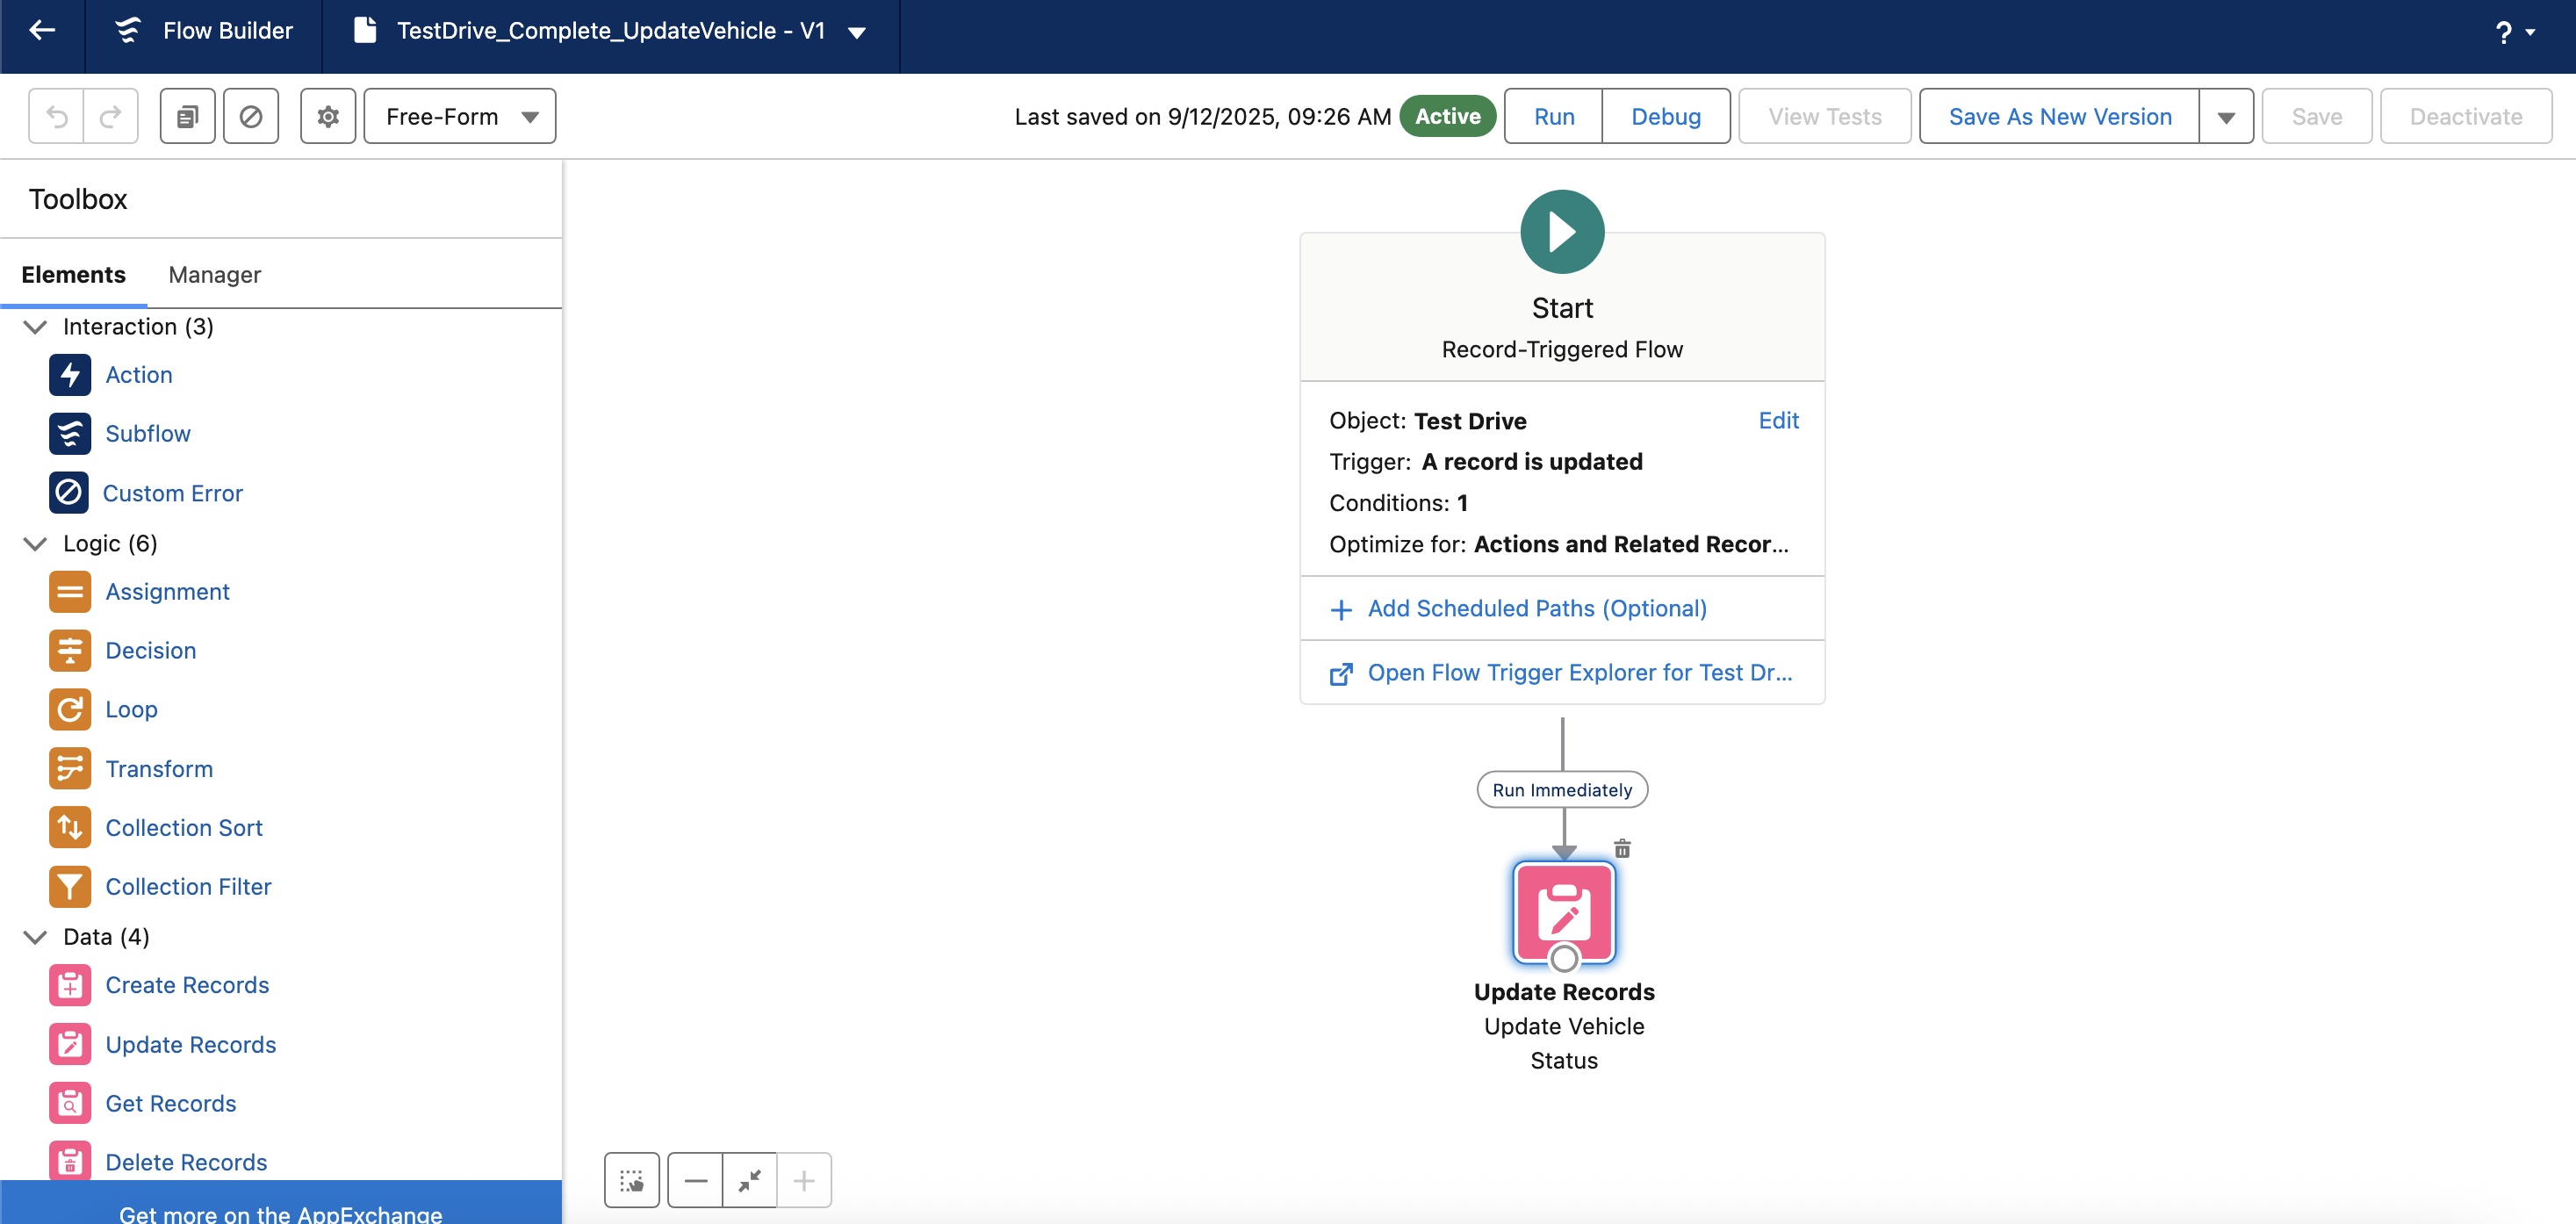 Flow Builder
TestDrive_Complete_UpdateVehicle - V1
?
Free-Form
Last saved on 9/12/2025, 09:26 AM
Active
Run
Debug
View Tests
Save As New Version
Save
Deactivate
Toolbox
Elements
Manager
Interaction (3)
Action
Subflow
Custom Error
Logic (6)
Assignment
Decision
Loop
Transform
Collection Sort
Collection Filter
Data (4)
Create Records
Update Records
Get Records
Delete Records
Get more on the AppExchange
Start
Record-Triggered Flow
Object: Test Drive
Edit
Trigger: A record is updated
Conditions: 1
Optimize for: Actions and Related Recor...
Add Scheduled Paths (Optional)
Open Flow Trigger Explorer for Test Dr...
Run Immediately
Update Records
Update Vehicle
Status